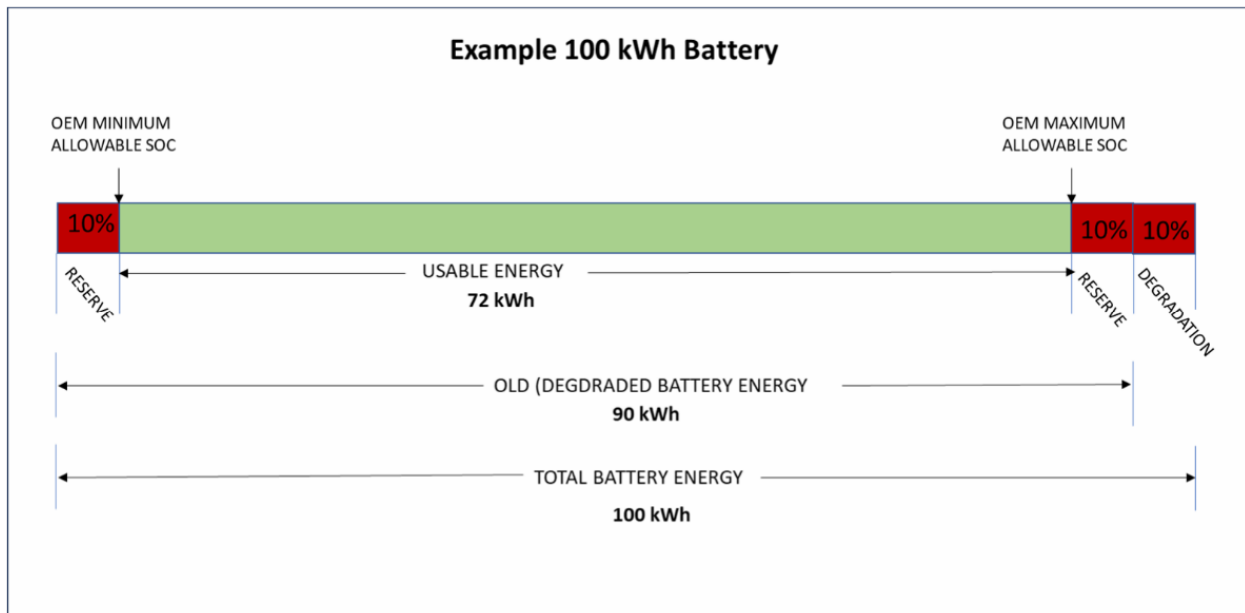 Example 100 kWh Battery
OEM MINIMUM
ALLOWABLE SOC
OEM MAXIMUM
ALLOWABLE SOC
10%
10%
10%
RESERVE
USABLE ENERGY
72 kWh
RESERVE
DEGRADATION
OLD (DEGDRADED BATTERY ENERGY
90 kWh
TOTAL BATTERY ENERGY
100 kWh